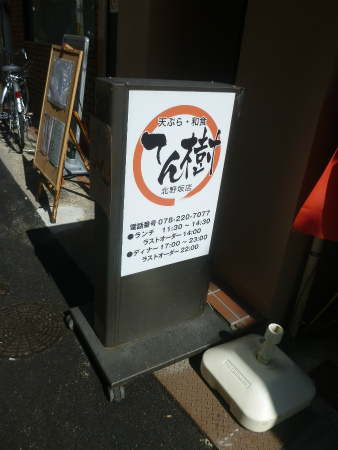 天ぷら・和食
てん樹
北野坂店
電話番号 078-220-7077
●ランチ 11:30～14:30
ラストオーダー 14:00
●ディナー 17:00～23:00
ラストオーダー 22:00